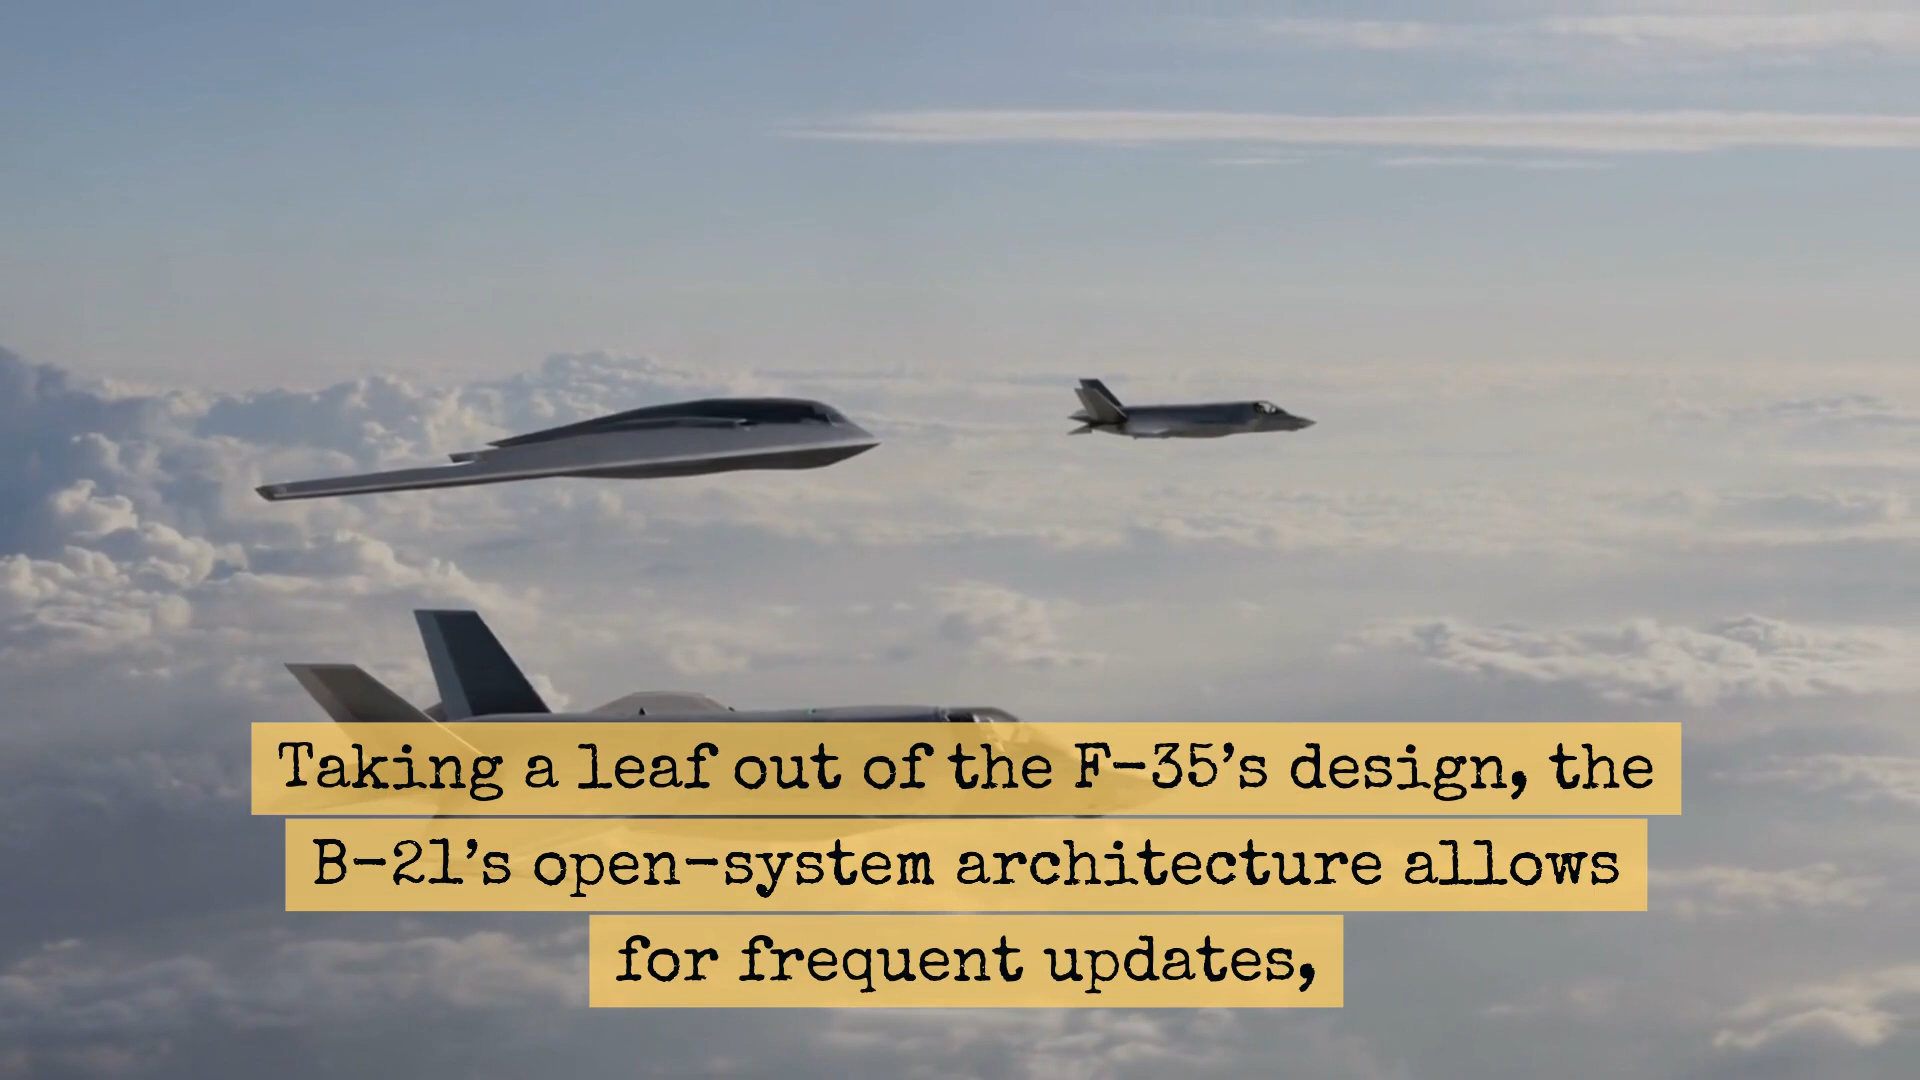 Taking a leaf out of the F-35’s design, the
B-21’s open-system architecture allows
for frequent updates,